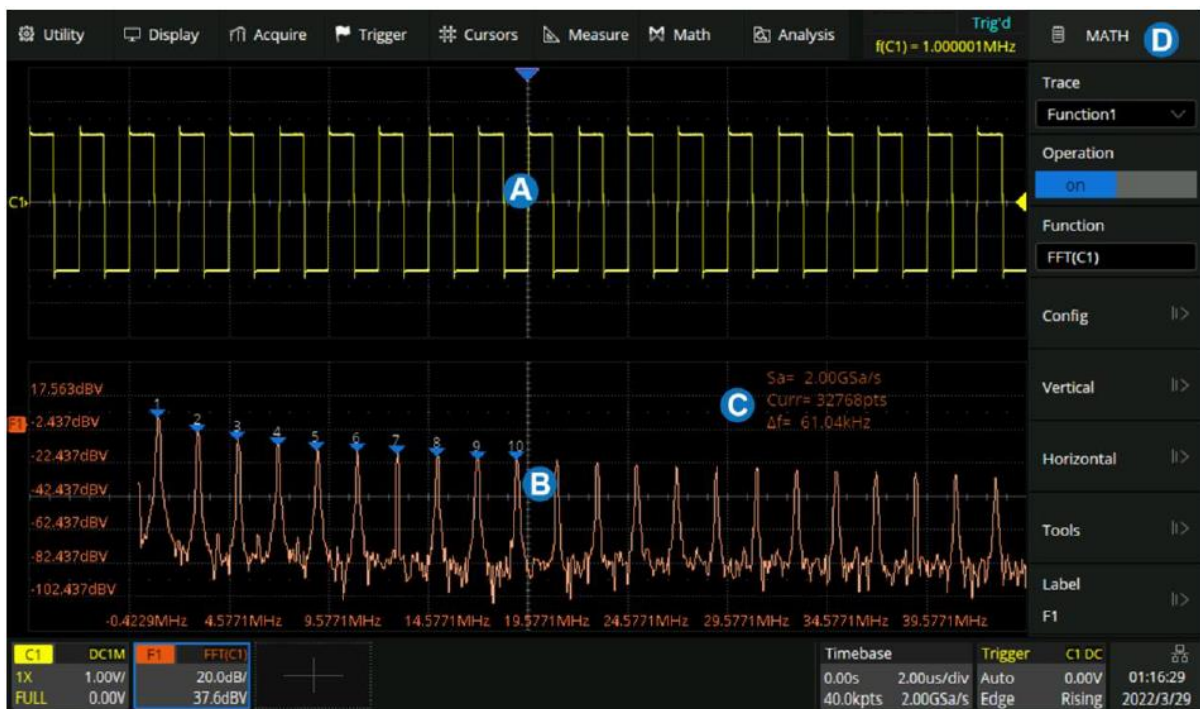 Utility Display Acquire Trigger Cursors Measure Math Analysis
Trig'd
f(C1) = 1.000001MHz
MATH D
Trace
Function1
Operation
on
Function
FFT(C1)
Config
Vertical
Horizontal
Tools
Label
F1
C1
A
17.563dBV
-2.437dBV
-22.437dBV
-42.437dBV
-62.437dBV
-82.437dBV
-102.437dBV
F1
1 2 3 4 5 6 7 8 9 10
B
C
Sa= 2.00GSa/s
Curr= 32768pts
Δf= 61.04kHz
-0.4229MHz 4.5771MHz 9.5771MHz 14.5771MHz 19.5771MHz 24.5771MHz 29.5771MHz 34.5771MHz 39.5771MHz
C1 DC1M
1X 1.00V/
FULL 0.00V
F1 FFT(C1)
20.0dB/
37.6dBV
Timebase
0.00s 2.00us/div
40.0kpts 2.00GSa/s
Trigger C1 DC
Auto 0.00V
Edge Rising
01:16:29
2022/3/29